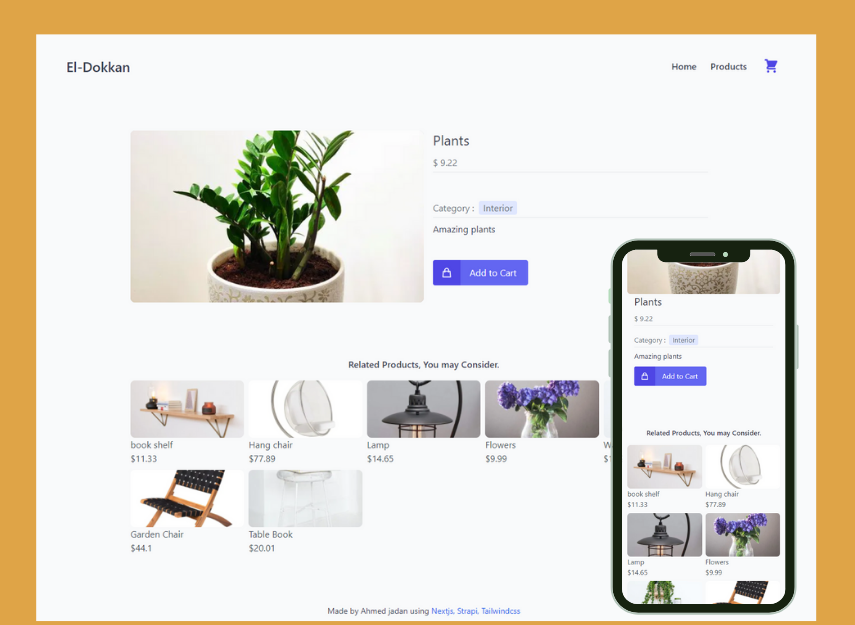 El-Dokkan
Home Products
Plants
$ 9.22
Category : Interior
Amazing plants
Add to Cart
Related Products, You may Consider.
book shelf
$11.33
Hang chair
$77.89
Lamp
$14.65
Flowers
$9.99
Garden Chair
$44.1
Table Book
$20.01
Made by Ahmed jadan using Nextjs, Strapi, Tailwindcss
Plants
$ 9.22
Category : Interior
Amazing plants
Add to Cart
Related Products, You may Consider.
book shelf
$11.33
Hang chair
$77.89
Lamp
$14.65
Flowers
$9.99